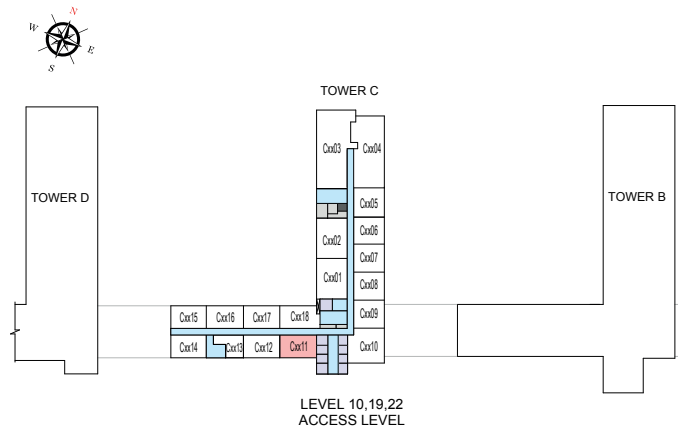 N
W
E
S
TOWER C
Cxx03
Cxx04
TOWER D
TOWER B
Cxx05
Cxx06
Cxx02
Cxx07
Cxx01
Cxx08
Cxx15
Cxx16
Cxx17
Cxx18
Cxx09
Cxx14
Cxx13
Cxx12
Cxx11
Cxx10
LEVEL 10,19,22
ACCESS LEVEL